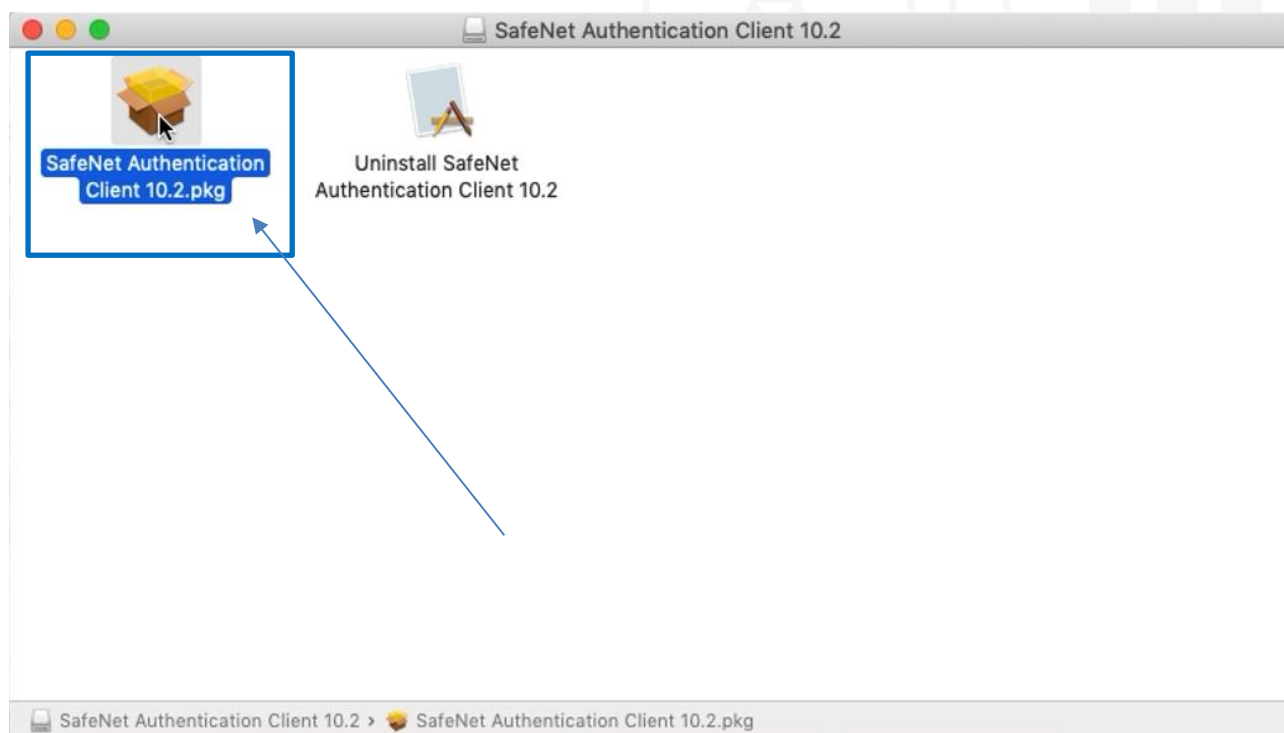 SafeNet Authentication Client 10.2
SafeNet Authentication
Client 10.2.pkg
Uninstall SafeNet
Authentication Client 10.2
SafeNet Authentication Client 10.2 › SafeNet Authentication Client 10.2.pkg